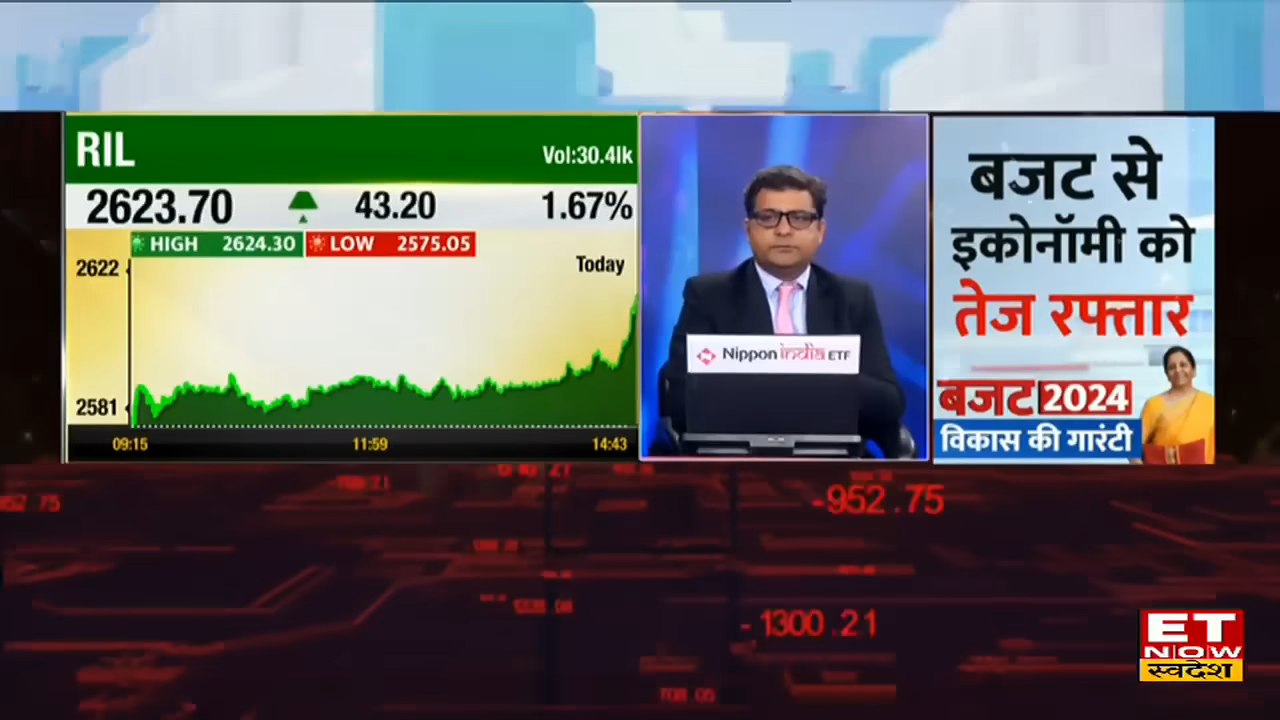 RIL
Vol:30.4lk
2623.70 43.20 1.67%
HIGH 2624.30 LOW 2575.05
2622
Today
2581
09:15 11:59 14:43
Nippon india ETF
बजट से
इकोनॉमी को
तेज रफ्तार
बजट 2024
विकास की गारंटी
-952.75
-1300.21
ET
NOW
स्वदेश